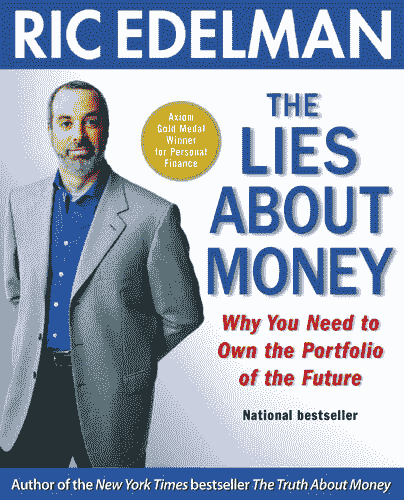 RIC EDELMAN
THE
LIES
ABOUT
MONEY
Axiom
Gold Medal
Winner
for Personal
Finance
Why You Need to
Own the Portfolio
of the Future
National bestseller
Author of the New York Times bestseller The Truth About Money